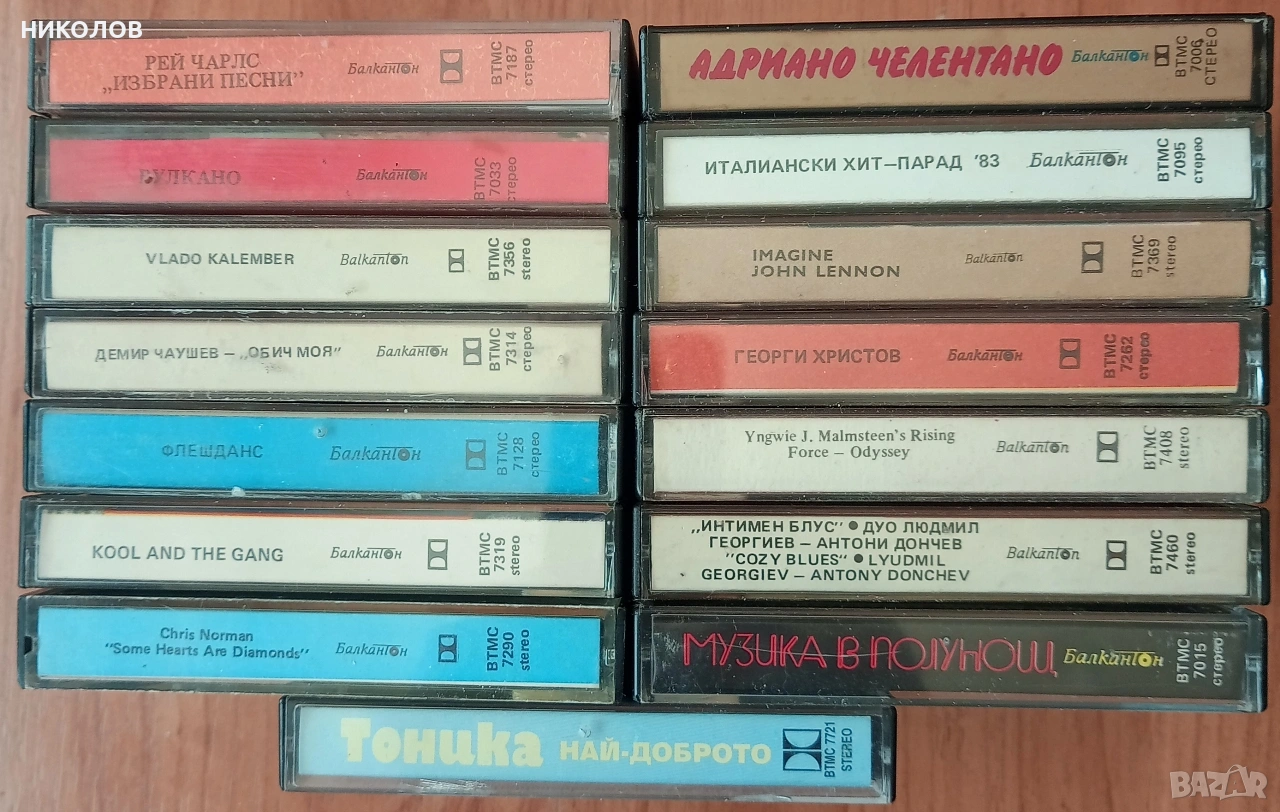 НИКОЛОВ
РЕЙ ЧАРЛС
„ИЗБРАНИ ПЕСНИ"
Балкантон
ВТМС
7187
стерео
АДРИАНО ЧЕЛЕНТАНО
Балкантон
ВТМС
7006
СТЕРЕО
ВУЛКАНО
Балкантон
ВТМС
7033
стерео
ИТАЛИАНСКИ ХИТ–ПАРАД '83
Балкантон
ВТМС
7095
стерео
VLADO KALEMBER
Balkanton
BTMC
7356
stereo
IMAGINE
JOHN LENNON
Balkanton
BTMC
7369
stereo
ДЕМИР ЧАУШЕВ – „ОБИЧ МОЯ"
Балкантон
ВТМС
7314
стерео
ГЕОРГИ ХРИСТОВ
Балкантон
ВТМС
7262
стерео
ФЛЕШДАНС
Балкантон
ВТМС
7128
стерео
Yngwie J. Malmsteen's Rising
Force – Odyssey
Balkanton
BTMC
7408
stereo
KOOL AND THE GANG
Балкантон
BTMC
7319
stereo
„ИНТИМЕН БЛУС" ● ДУО ЛЮДМИЛ
ГЕОРГИЕВ – АНТОНИ ДОНЧЕВ
"COZY BLUES" ● LYUDMIL
GEORGIEV – ANTONY DONCHEV
Balkanton
BTMC
7460
stereo
Chris Norman
"Some Hearts Are Diamonds"
Балкантон
BTMC
7290
stereo
МУЗИКА В ПОЛУНОЩ
Балкантон
ВТМС
7015
стерео
Тоника НАЙ-ДОБРОТО
BTMC 7721
STEREO
BAZAR